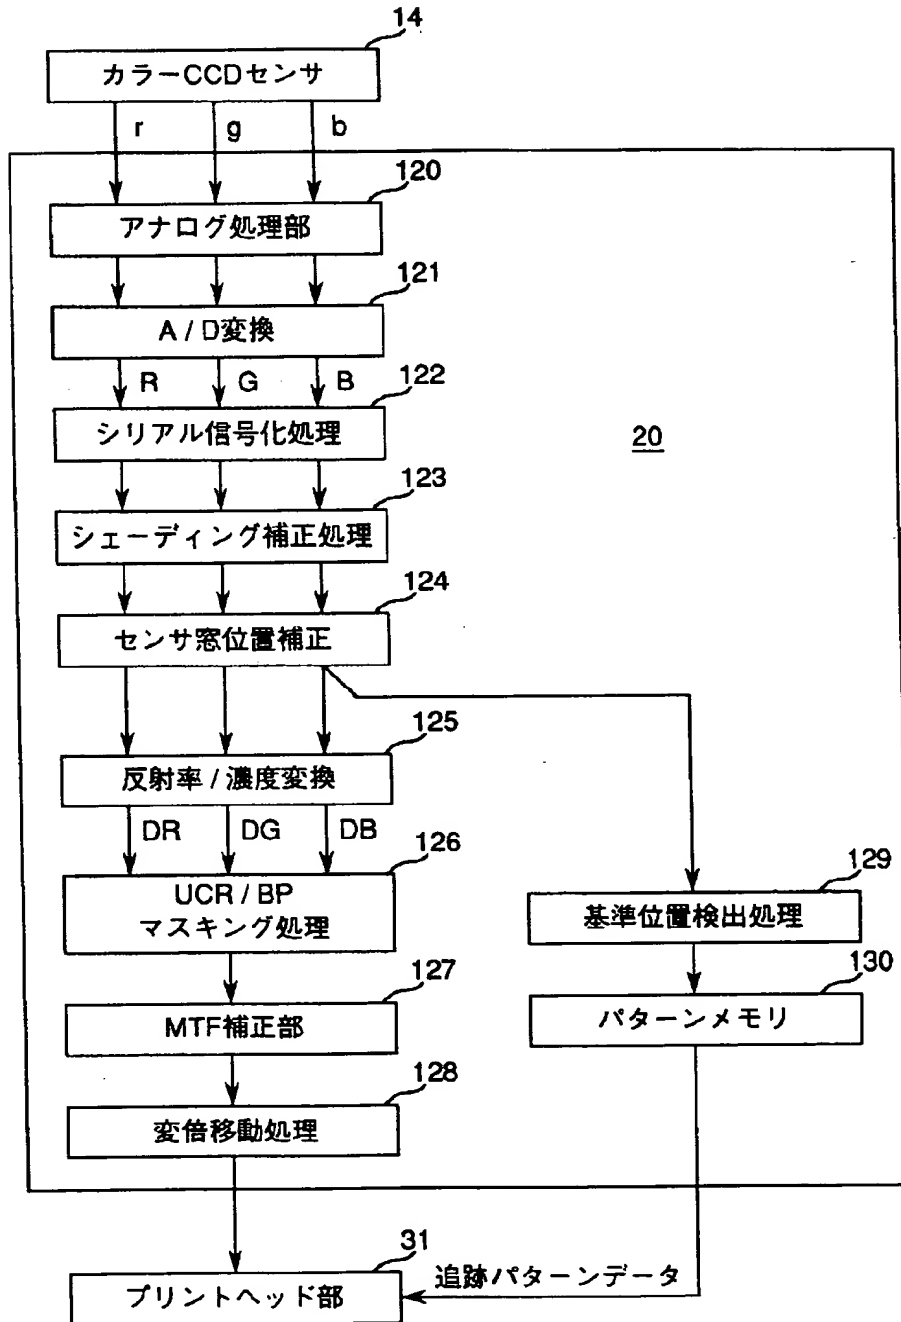 14
カラーCCDセンサ
r g b
120
アナログ処理部
121
A / D変換
R G B
122
シリアル信号化処理
20
123
シェーディング補正処理
124
センサ窓位置補正
125
反射率 / 濃度変換
DR DG DB
126
UCR / BP
マスキング処理
129
基準位置検出処理
127
MTF補正部
130
パターンメモリ
128
変倍移動処理
31
プリントヘッド部
追跡パターンデータ